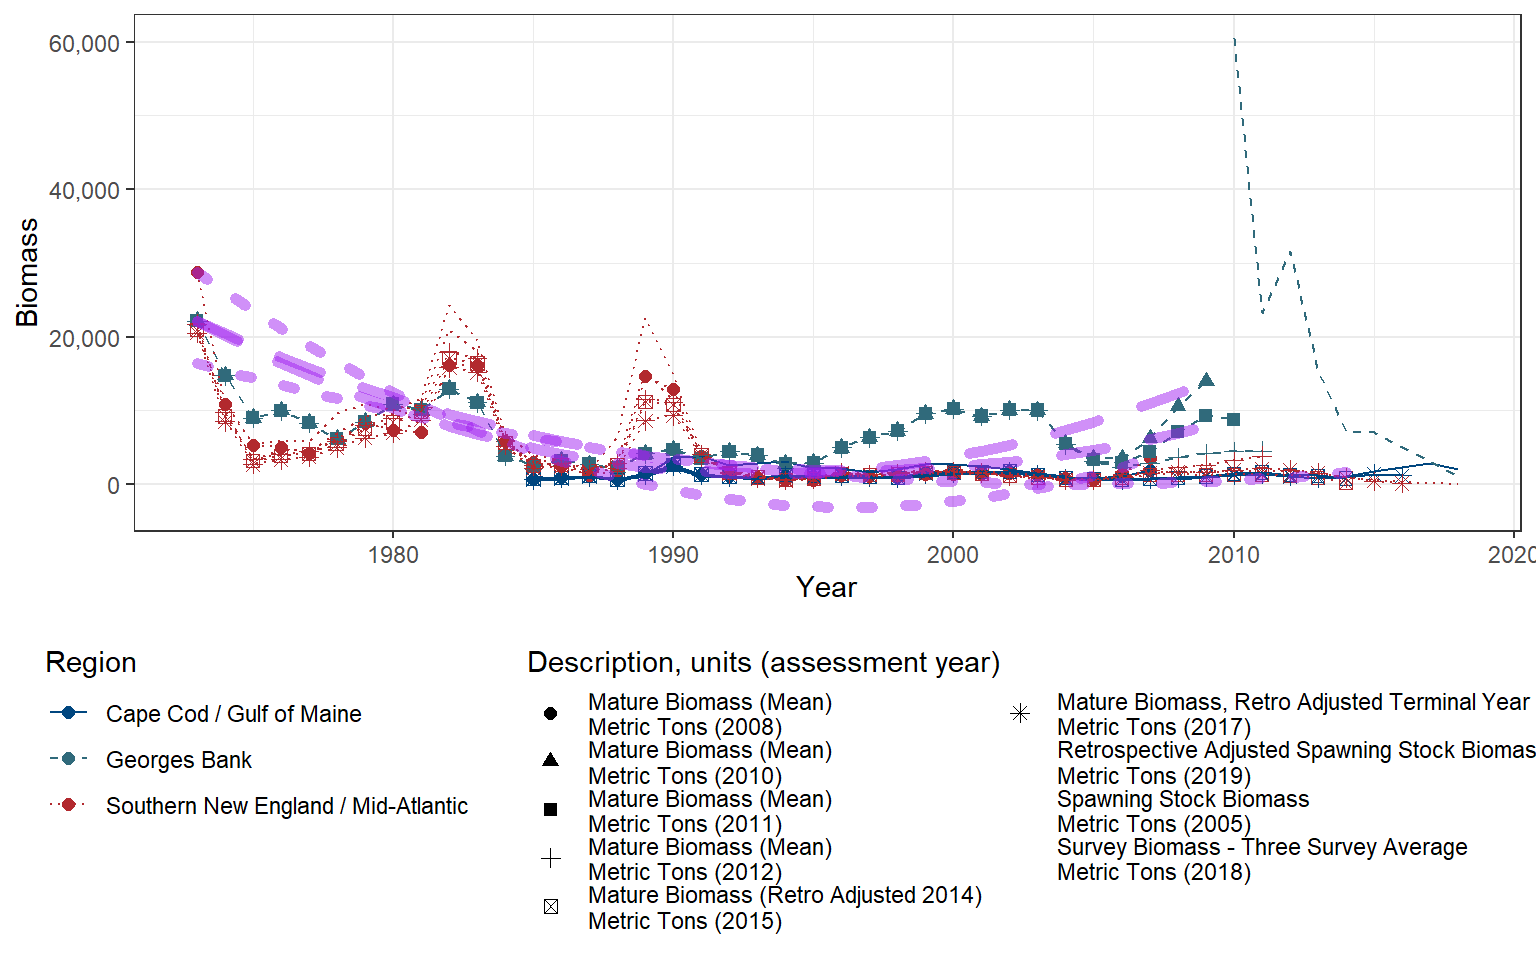 60,000
40,000
20,000
0
Biomass
1980
1990
2000
2010
2020
Year
Region
Cape Cod / Gulf of Maine
Georges Bank
Southern New England / Mid-Atlantic
Description, units (assessment year)
Mature Biomass (Mean)
Metric Tons (2008)
Mature Biomass (Mean)
Metric Tons (2010)
Mature Biomass (Mean)
Metric Tons (2011)
Mature Biomass (Mean)
Metric Tons (2012)
Mature Biomass (Retro Adjusted 2014)
Metric Tons (2015)
Mature Biomass, Retro Adjusted Terminal Year
Metric Tons (2017)
Retrospective Adjusted Spawning Stock Biomas
Metric Tons (2019)
Spawning Stock Biomass
Metric Tons (2005)
Survey Biomass - Three Survey Average
Metric Tons (2018)